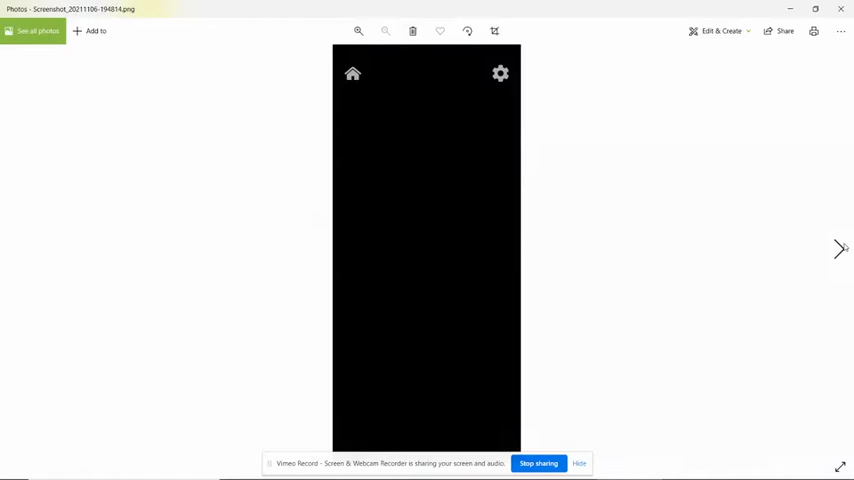 Photos - Screenshot_20211106-194814.png
See all photos
Add to
Edit & Create
Share
Vimeo Record - Screen & Webcam Recorder is sharing your screen and audio.
Stop sharing
Hide